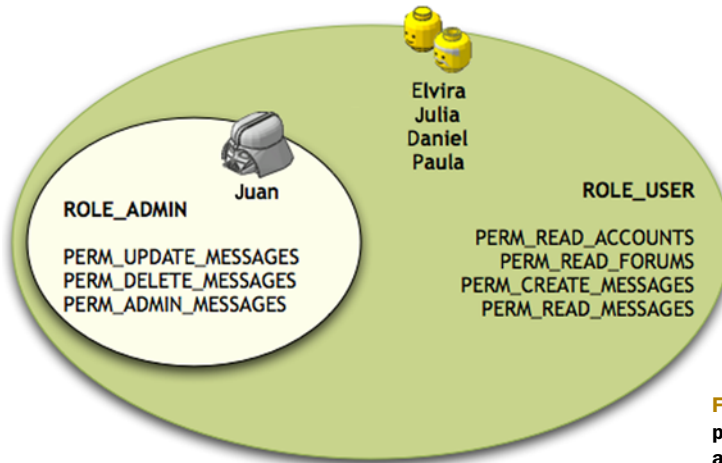 Elvira
Julia
Daniel
Paula
Juan
ROLE_ADMIN
PERM_UPDATE_MESSAGES
PERM_DELETE_MESSAGES
PERM_ADMIN_MESSAGES
ROLE_USER
PERM_READ_ACCOUNTS
PERM_READ_FORUMS
PERM_CREATE_MESSAGES
PERM_READ_MESSAGES